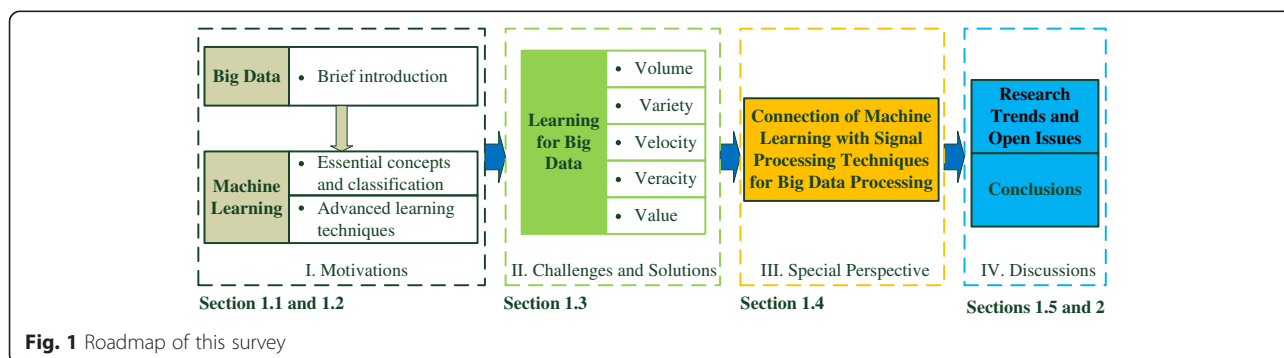 Big Data
• Brief introduction
Machine
Learning
• Essential concepts
and classification
• Advanced learning
techniques
I. Motivations
Section 1.1 and 1.2
Learning
for Big
Data
• Volume
• Variety
• Velocity
• Veracity
• Value
II. Challenges and Solutions
Section 1.3
Connection of Machine
Learning with Signal
Processing Techniques
for Big Data Processing
III. Special Perspective
Section 1.4
Research
Trends and
Open Issues
Conclusions
IV. Discussions
Sections 1.5 and 2
Fig. 1 Roadmap of this survey